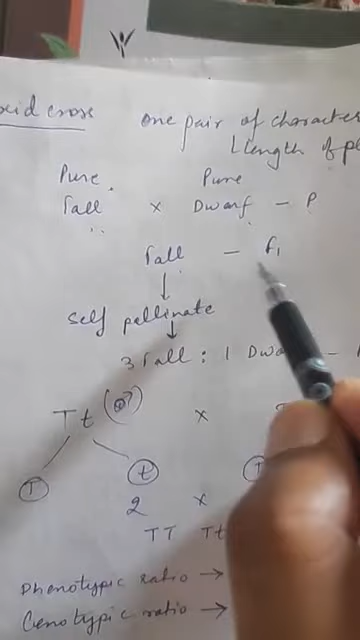 cross one pair of character
Length of
Pure Pure
Tall x Dwarf - P
Tall - F1
Self pollinate
3 Tall : 1
Tt x
T t T
2 x
TT Tt
Phenotypic ratio →
Genotypic ratio →